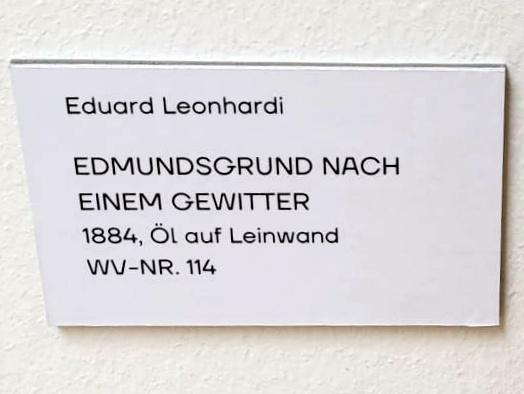 Eduard Leonhardi
EDMUNDSGRUND NACH
EINEM GEWITTER
1884, Öl auf Leinwand
WV-NR. 114